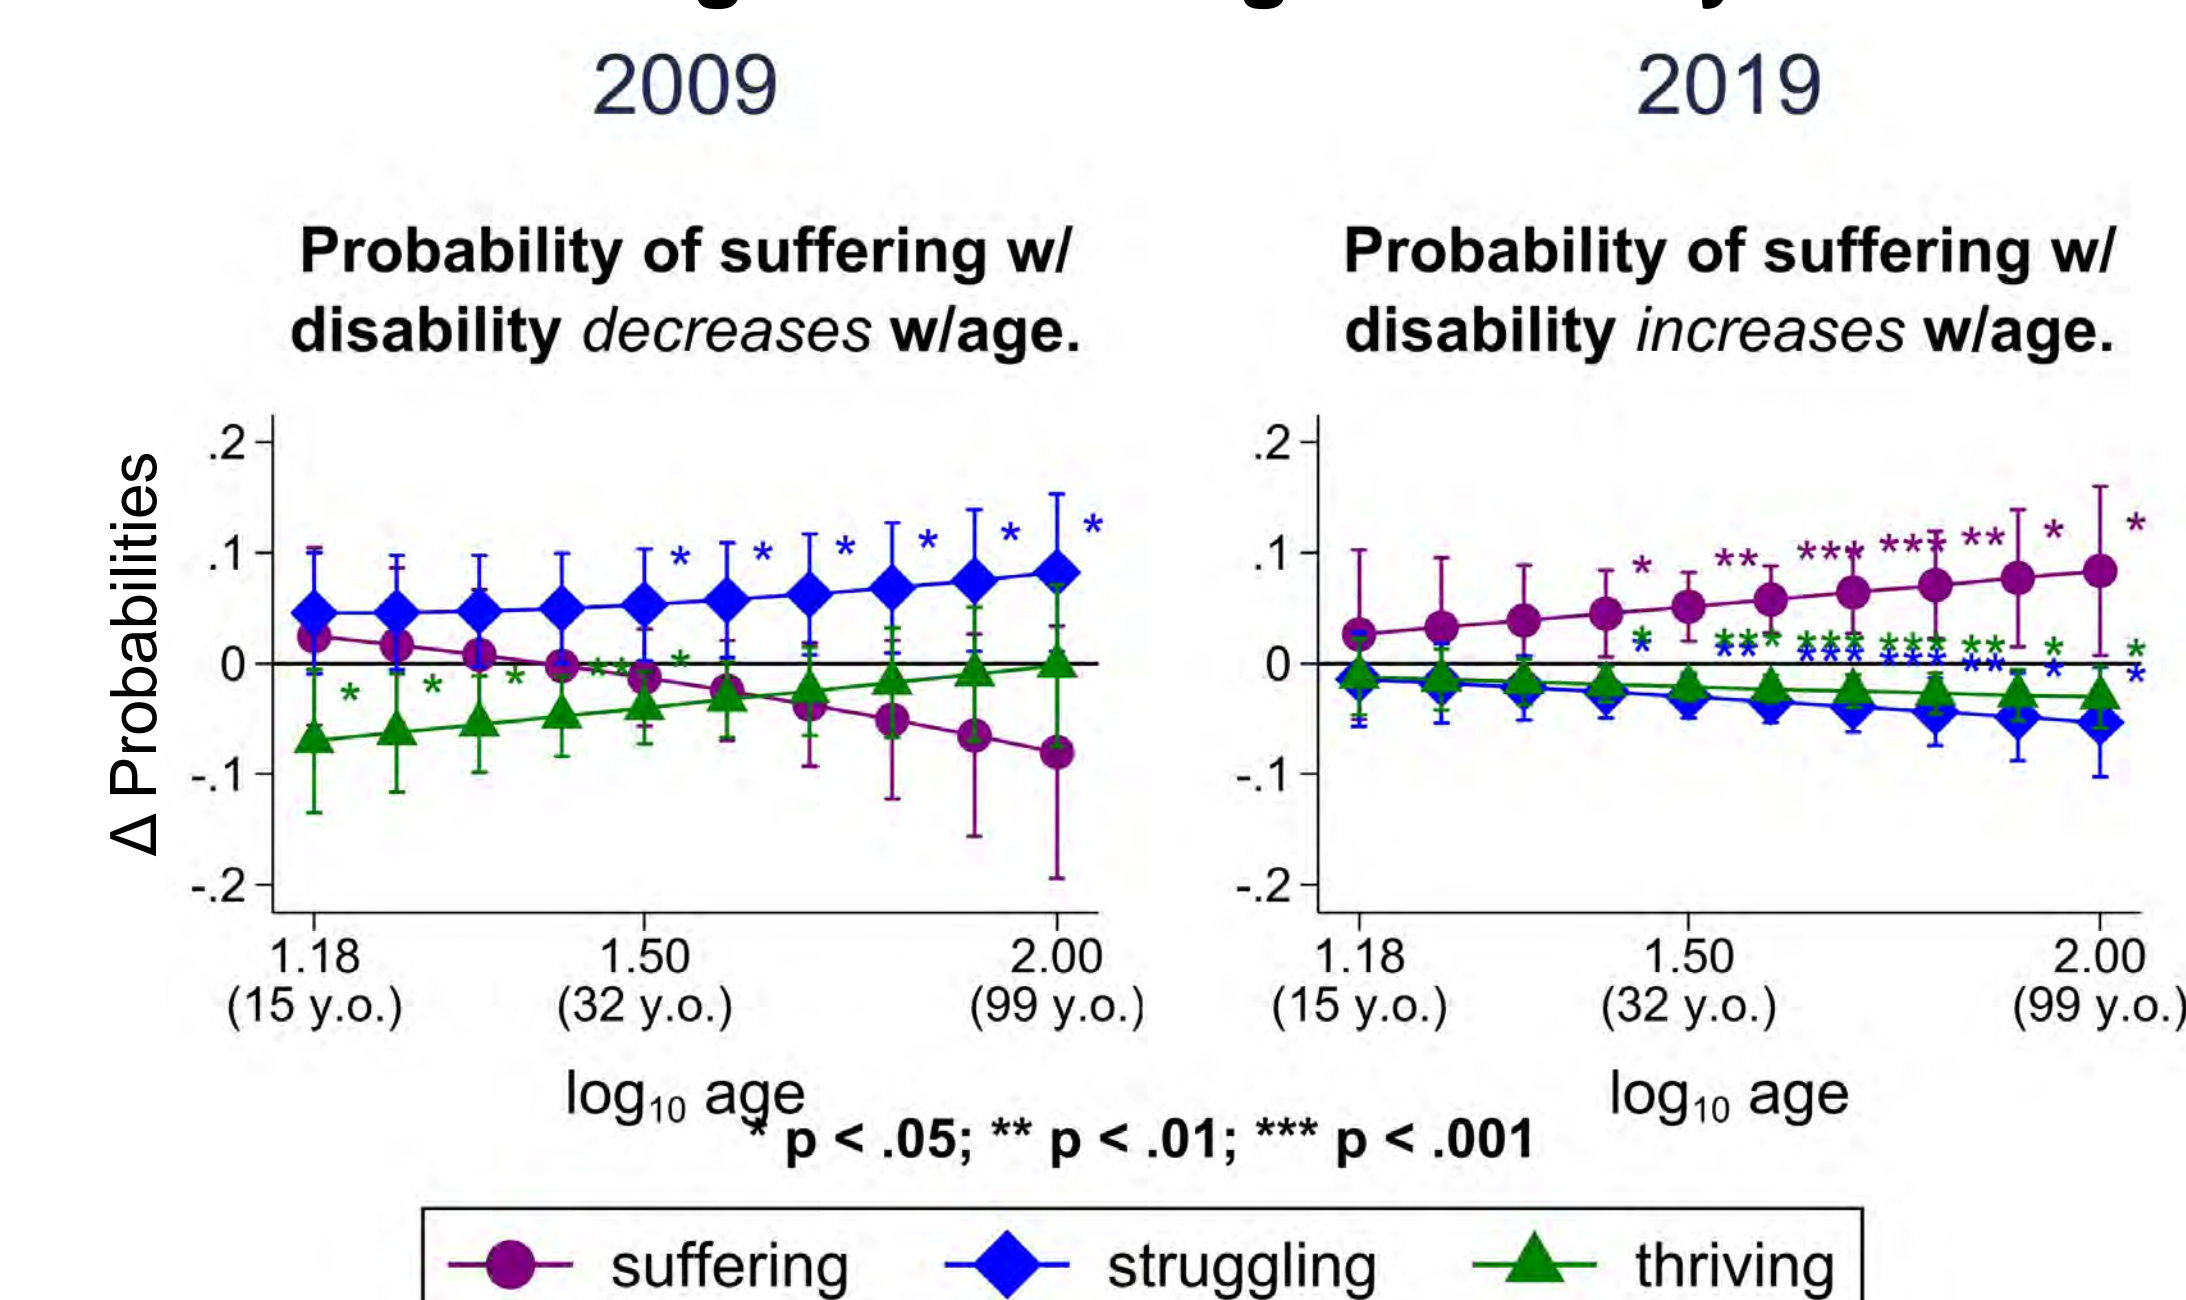 2009
2019
Probability of suffering w/
disability decreases w/age.
Probability of suffering w/
disability increases w/age.
Δ Probabilities
.2
.1
0
-.1
-.2
1.18
1.50
2.00
(15 y.o.)
(32 y.o.)
(99 y.o.)
log₁₀ age
.2
.1
0
-.1
-.2
1.18
1.50
2.00
(15 y.o.)
(32 y.o.)
(99 y.o.)
log₁₀ age
* p < .05; ** p < .01; *** p < .001
suffering
struggling
thriving